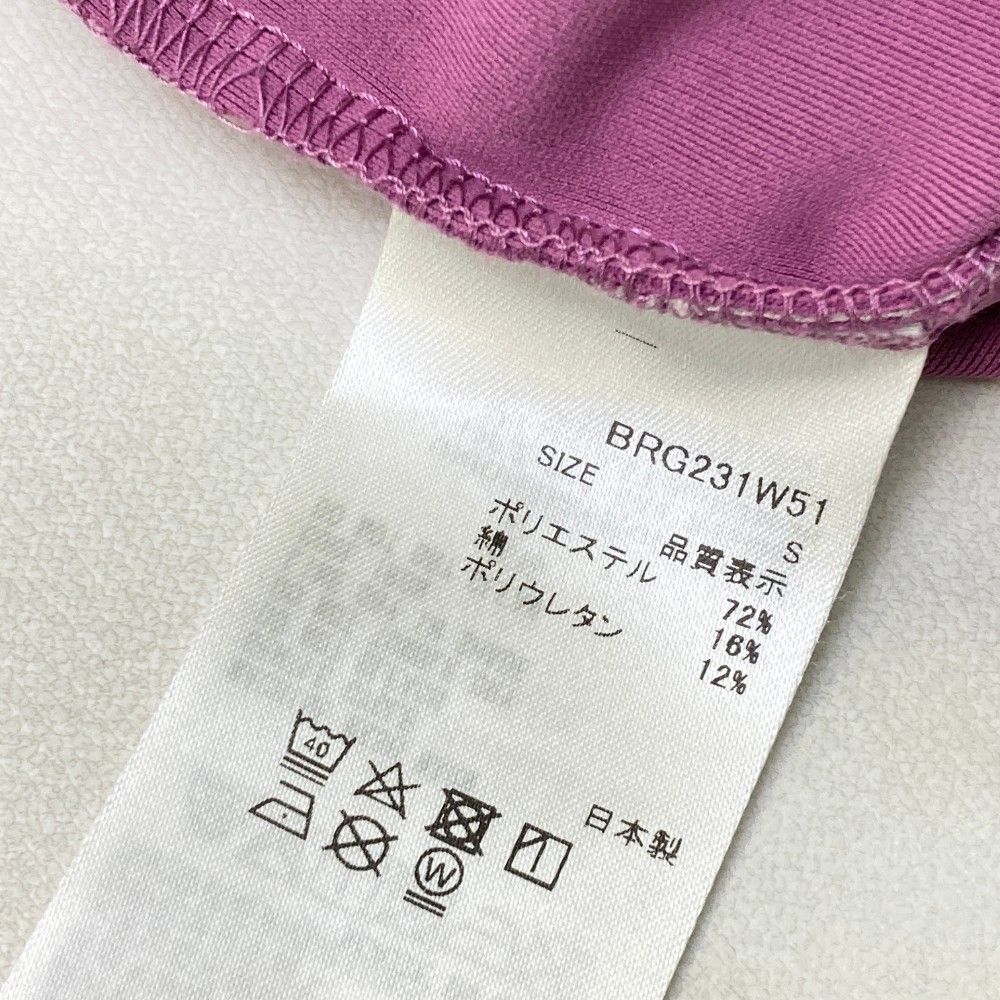 BRG231W51
SIZE S
品質表示
ポリエステル 72%
綿 16%
ポリウレタン 12%
40
W
日本製